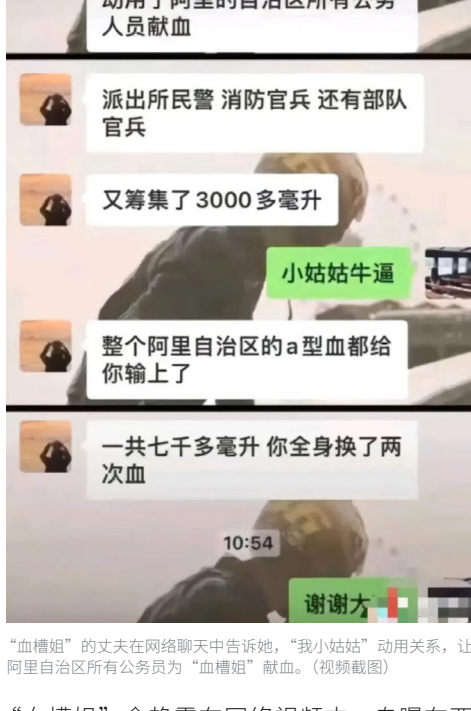 动用了阿里的自治区所有公务
人员献血
派出所民警 消防官兵 还有部队
官兵
又筹集了3000多毫升
小姑姑牛逼
整个阿里自治区的a型血都给
你输上了
一共七千多毫升 你全身换了两
次血
10:54
谢谢大
“血槽姐”的丈夫在网络聊天中告诉她,“我小姑姑”动用关系,让
阿里自治区所有公务员为“血槽姐”献血。(视频截图)